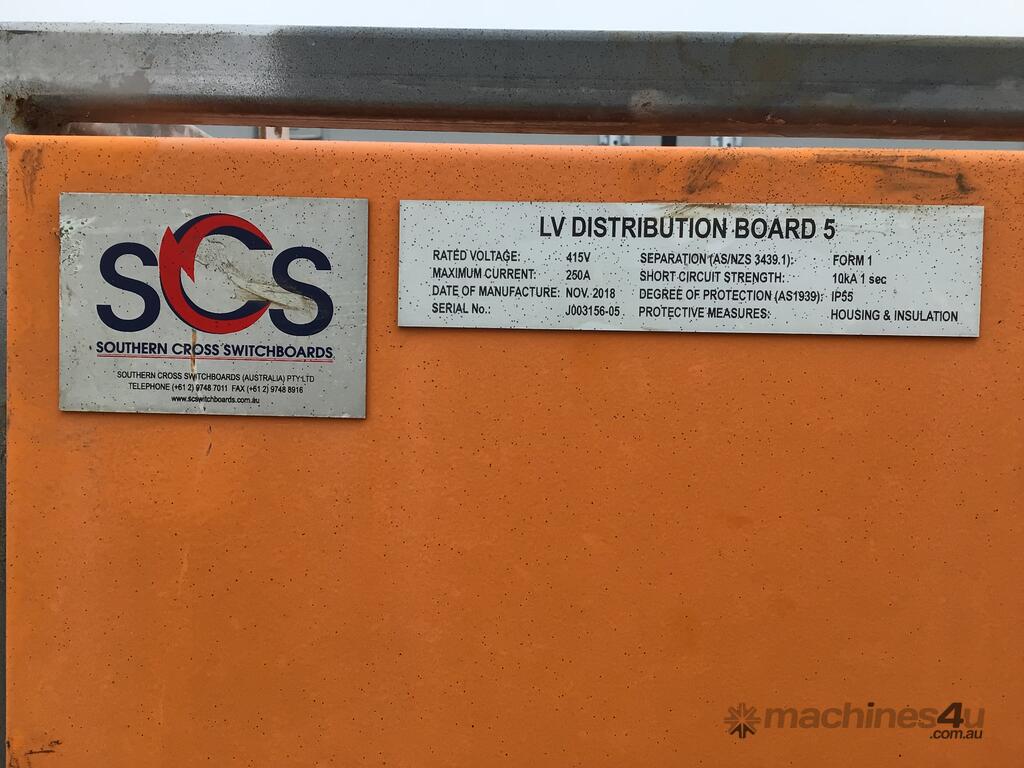 SCS
SOUTHERN CROSS SWITCHBOARDS
SOUTHERN CROSS SWITCHBOARDS (AUSTRALIA) PTY LTD
TELEPHONE (+61 2) 9748 7011 FAX (+61 2) 9748 8916
www.scswitchboards.com.au
LV DISTRIBUTION BOARD 5
RATED VOLTAGE: 415V SEPARATION (AS/NZS 3439.1): FORM 1
MAXIMUM CURRENT: 250A SHORT CIRCUIT STRENGTH: 10kA 1 sec
DATE OF MANUFACTURE: NOV. 2018 DEGREE OF PROTECTION (AS1939): IP55
SERIAL No.: J003156-05 PROTECTIVE MEASURES: HOUSING & INSULATION
machines4u
.com.au